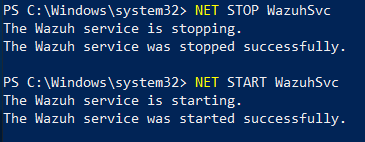 PS C:\Windows\system32> NET STOP WazuhSvc
The Wazuh service is stopping.
The Wazuh service was stopped successfully.
PS C:\Windows\system32> NET START WazuhSvc
The Wazuh service is starting.
The Wazuh service was started successfully.